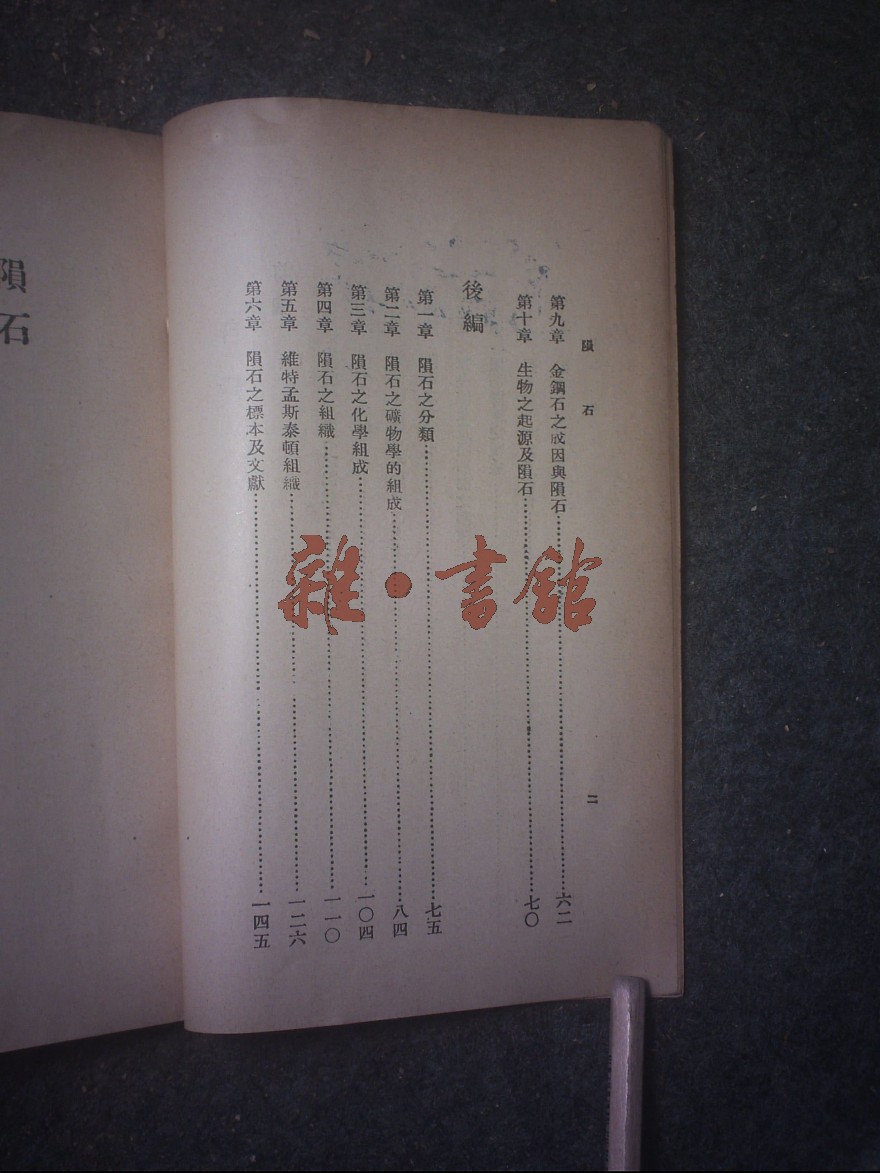 隕石
二
第九章 金鋼石之成因與隕石……六二
第十章 生物之起源及隕石……七〇
後編
第一章 隕石之分類……七五
第二章 隕石之礦物學的組成……八四
第三章 隕石之化學組成……一〇四
第四章 隕石之組織……一一〇
第五章 維特孟斯泰頓組織……一二六
第六章 隕石之標本及文獻……一四五
隕石
雜·書館